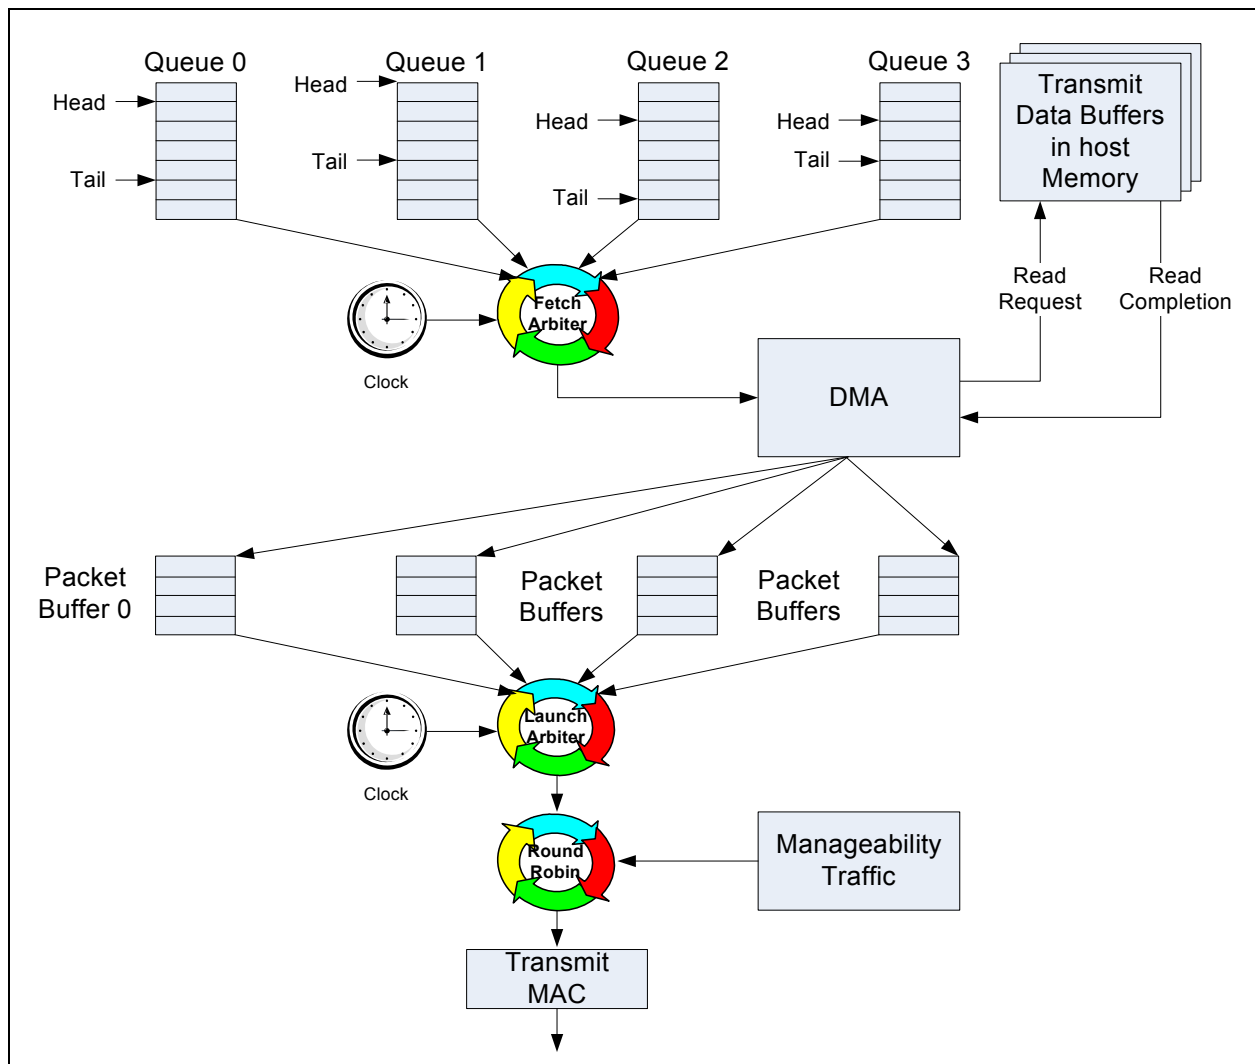 Queue 0
Queue 1
Queue 2
Queue 3
Head
Tail
Head
Tail
Head
Tail
Head
Tail
Transmit
Data Buffers
in host
Memory
Fetch
Arbiter
Clock
Read
Request
Read
Completion
DMA
Packet
Buffer 0
Packet
Buffers
Packet
Buffers
Launch
Arbiter
Clock
Round
Robin
Manageability
Traffic
Transmit
MAC